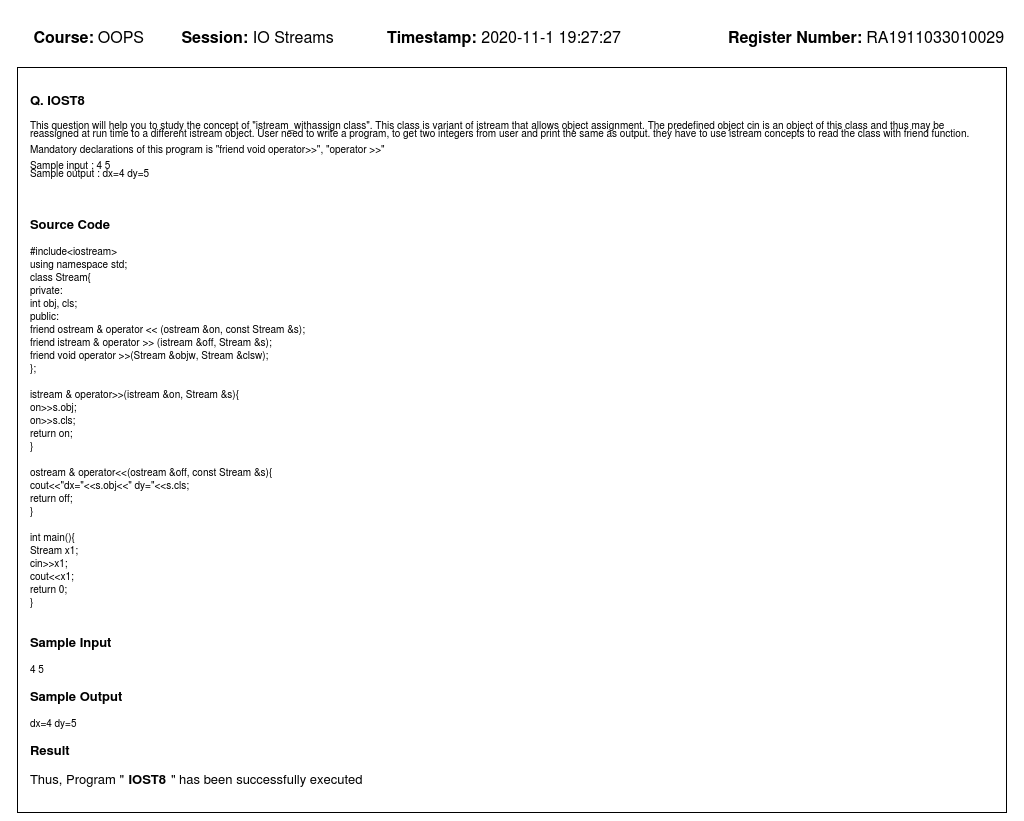 Course: OOPS Session: IO Streams Timestamp: 2020-11-1 19:27:27 Register Number: RA1911033010029
Q. IOST8
This question will help you to study the concept of "istream_withassign class". This class is variant of istream that allows object assignment. The predefined object cin is an object of this class and thus may be
reassigned at run time to a different istream object. User need to write a program, to get two integers from user and print the same as output. they have to use istream concepts to read the class with friend function.
Mandatory declarations of this program is "friend void operator>>", "operator >>"
Sample input : 4 5
Sample output : dx=4 dy=5
Source Code
#include<iostream>
using namespace std;
class Stream{
private:
int obj, cls;
public:
friend ostream & operator << (ostream &on, const Stream &s);
friend istream & operator >> (istream &off, Stream &s);
friend void operator >>(Stream &objw, Stream &clsw);
};
istream & operator>>(istream &on, Stream &s){
on>>s.obj;
on>>s.cls;
return on;
}
ostream & operator<<(ostream &off, const Stream &s){
cout<<"dx="<<s.obj<<" dy="<<s.cls;
return off;
}
int main(){
Stream x1;
cin>>x1;
cout<<x1;
return 0;
}
Sample Input
4 5
Sample Output
dx=4 dy=5
Result
Thus, Program " IOST8 " has been successfully executed